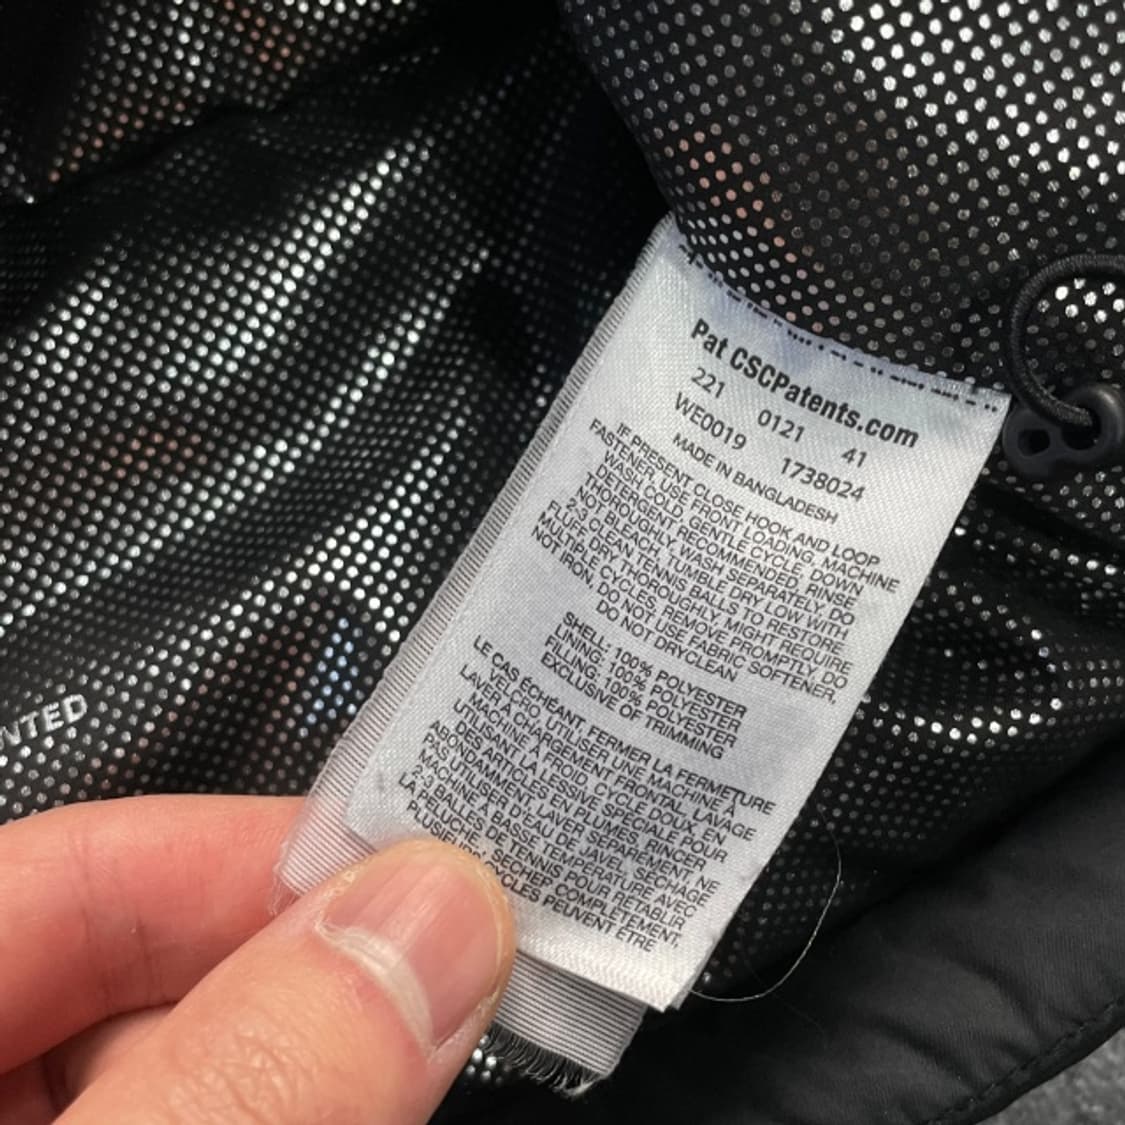 Pat CSCPatents.com
221 0121 41
WE0019 1738024
MADE IN BANGLADESH
IF PRESENT CLOSE HOOK AND LOOP
FASTENER, USE FRONT LOADING, MACHINE
WASH COLD, GENTLE CYCLE, DOWN
DETERGENT RECOMMENDED, RINSE
THOROUGHLY, WASH SEPARATELY, DO
NOT BLEACH, TUMBLE DRY LOW WITH
2-3 CLEAN TENNIS BALLS TO RESTORE
FLUFF, DRY THOROUGHLY, MIGHT REQUIRE
MULTIPLE CYCLES, REMOVE PROMPTLY, DO
NOT IRON, DO NOT USE FABRIC SOFTENER,
DO NOT DRYCLEAN
SHELL: 100% POLYESTER
LINING: 100% POLYESTER
FILLING: 100% POLYESTER
EXCLUSIVE OF TRIMMING
LE CAS ÉCHÉANT, FERMER LA FERMETURE
VELCRO, UTILISER UNE MACHINE À
LAVER À CHARGEMENT FRONTAL, LAVAGE
MACHINE À FROID, CYCLE DOUX, EN
UTILISANT LA LESSIVE SPÉCIALE POUR
DES ARTICLES EN PLUMES, RINCER
ABONDAMMENT, LAVER SÉPARÉMENT, NE
PAS UTILISER D'EAU DE JAVEL, SÉCHAGE
MACHINE À BASSE TEMPÉRATURE AVEC
2-3 BALLES DE TENNIS POUR RÉTABLIR
LA PELUCHE, SÉCHER COMPLÈTEMENT,
PLUSIEURS CYCLES PEUVENT ÊTRE
NTED